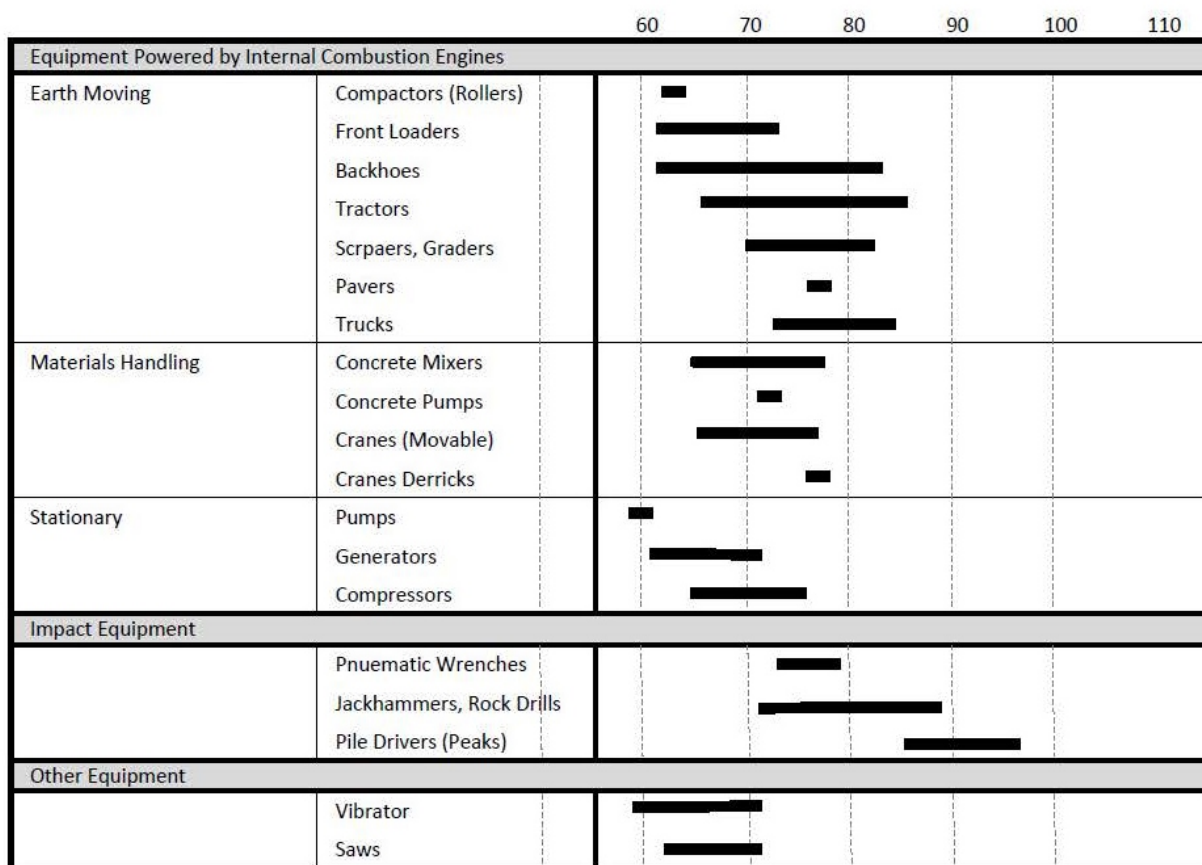 60 70 80 90 100 110
Equipment Powered by Internal Combustion Engines
Earth Moving Compactors (Rollers)
Front Loaders
Backhoes
Tractors
Scrpaers, Graders
Pavers
Trucks
Materials Handling Concrete Mixers
Concrete Pumps
Cranes (Movable)
Cranes Derricks
Stationary Pumps
Generators
Compressors
Impact Equipment
Pnuematic Wrenches
Jackhammers, Rock Drills
Pile Drivers (Peaks)
Other Equipment
Vibrator
Saws